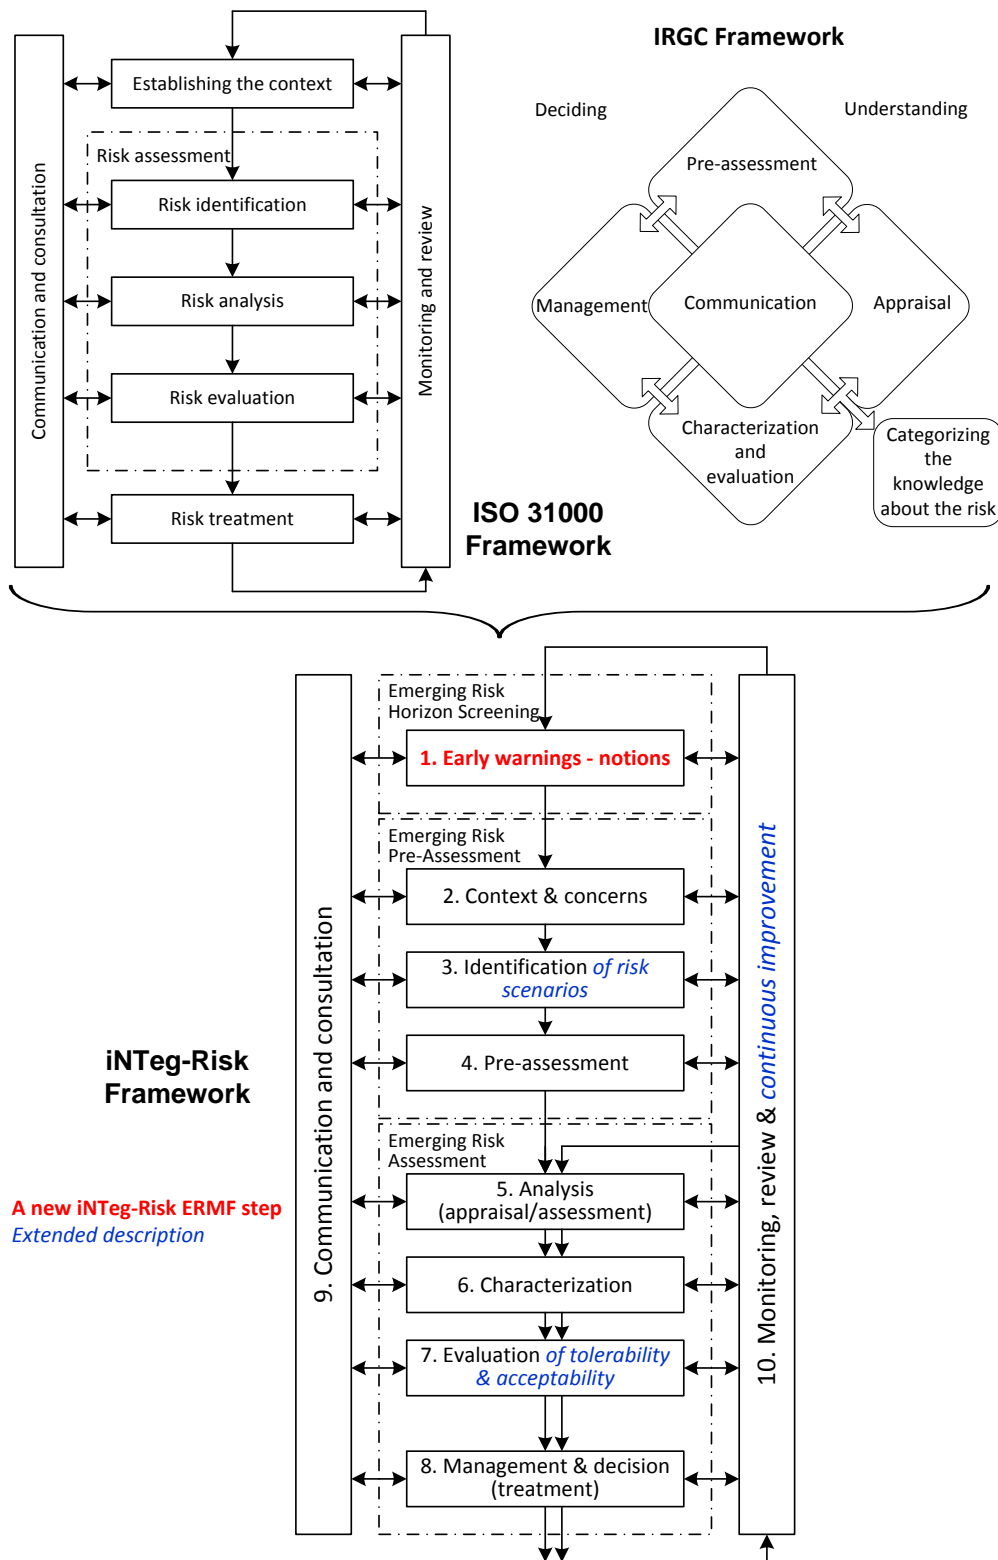 IRGC Framework
Establishing the context
Risk assessment
Risk identification
Risk analysis
Risk evaluation
Risk treatment
Communication and consultation
Monitoring and review
ISO 31000
Framework
Deciding
Understanding
Pre-assessment
Management
Communication
Appraisal
Characterization
and
evaluation
Categorizing
the
knowledge
about the risk
Emerging Risk
Horizon Screening
1. Early warnings - notions
Emerging Risk
Pre-Assessment
2. Context & concerns
3. Identification of risk
scenarios
4. Pre-assessment
Emerging Risk
Assessment
5. Analysis
(appraisal/assessment)
6. Characterization
7. Evaluation of tolerability
& acceptability
8. Management & decision
(treatment)
9. Communication and consultation
10. Monitoring, review & continuous improvement
iNTeg-Risk
Framework
A new iNTeg-Risk ERMF step
Extended description